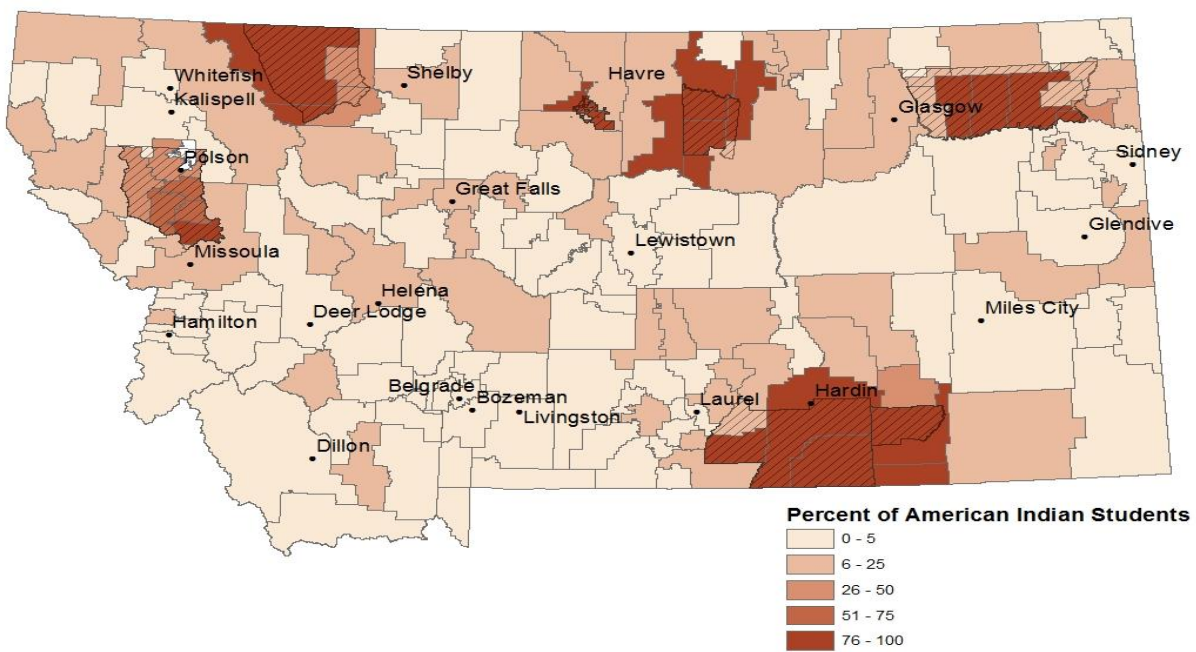 Whitefish
Shelby
Havre
Kalispell
Glasgow
Polson
Sidney
Great Falls
Glendive
Lewistown
Missoula
Helena
Deer Lodge
Miles City
Hamilton
Belgrade
Hardin
Bozeman
Laurel
Livingston
Dillon
Percent of American Indian Students
0 - 5
6 - 25
26 - 50
51 - 75
76 - 100